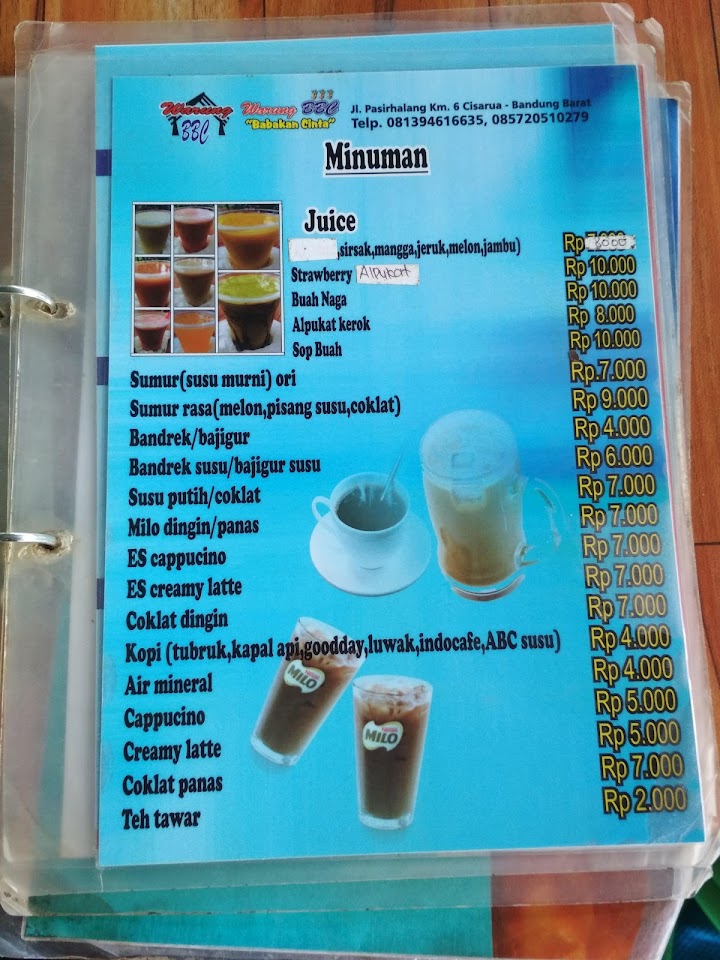 Warung BBC
Warung BBC
"Babakan Cinta"
Jl. Pasirhalang Km. 6 Cisarua - Bandung Barat
Telp. 081394616635, 085720510279
Minuman
Juice
,sirsak,mangga,jeruk,melon,jambu) Rp 8000
Strawberry Alpukat Rp 10.000
Buah Naga Rp 10.000
Alpukat kerok Rp 8.000
Sop Buah Rp 10.000
Sumur(susu murni) ori Rp.7.000
Sumur rasa(melon,pisang susu,coklat) Rp 9.000
Bandrek/bajigur Rp 4.000
Bandrek susu/bajigur susu Rp 6.000
Susu putih/coklat Rp 7.000
Milo dingin/panas Rp 7.000
ES cappucino Rp 7.000
ES creamy latte Rp 7.000
Coklat dingin Rp 7.000
Kopi (tubruk,kapal api,goodday,luwak,indocafe,ABC susu) Rp 4.000
Air mineral Rp 4.000
Cappucino Rp 5.000
Creamy latte Rp 5.000
Coklat panas Rp 7.000
Teh tawar Rp 2.000
MILO
MILO